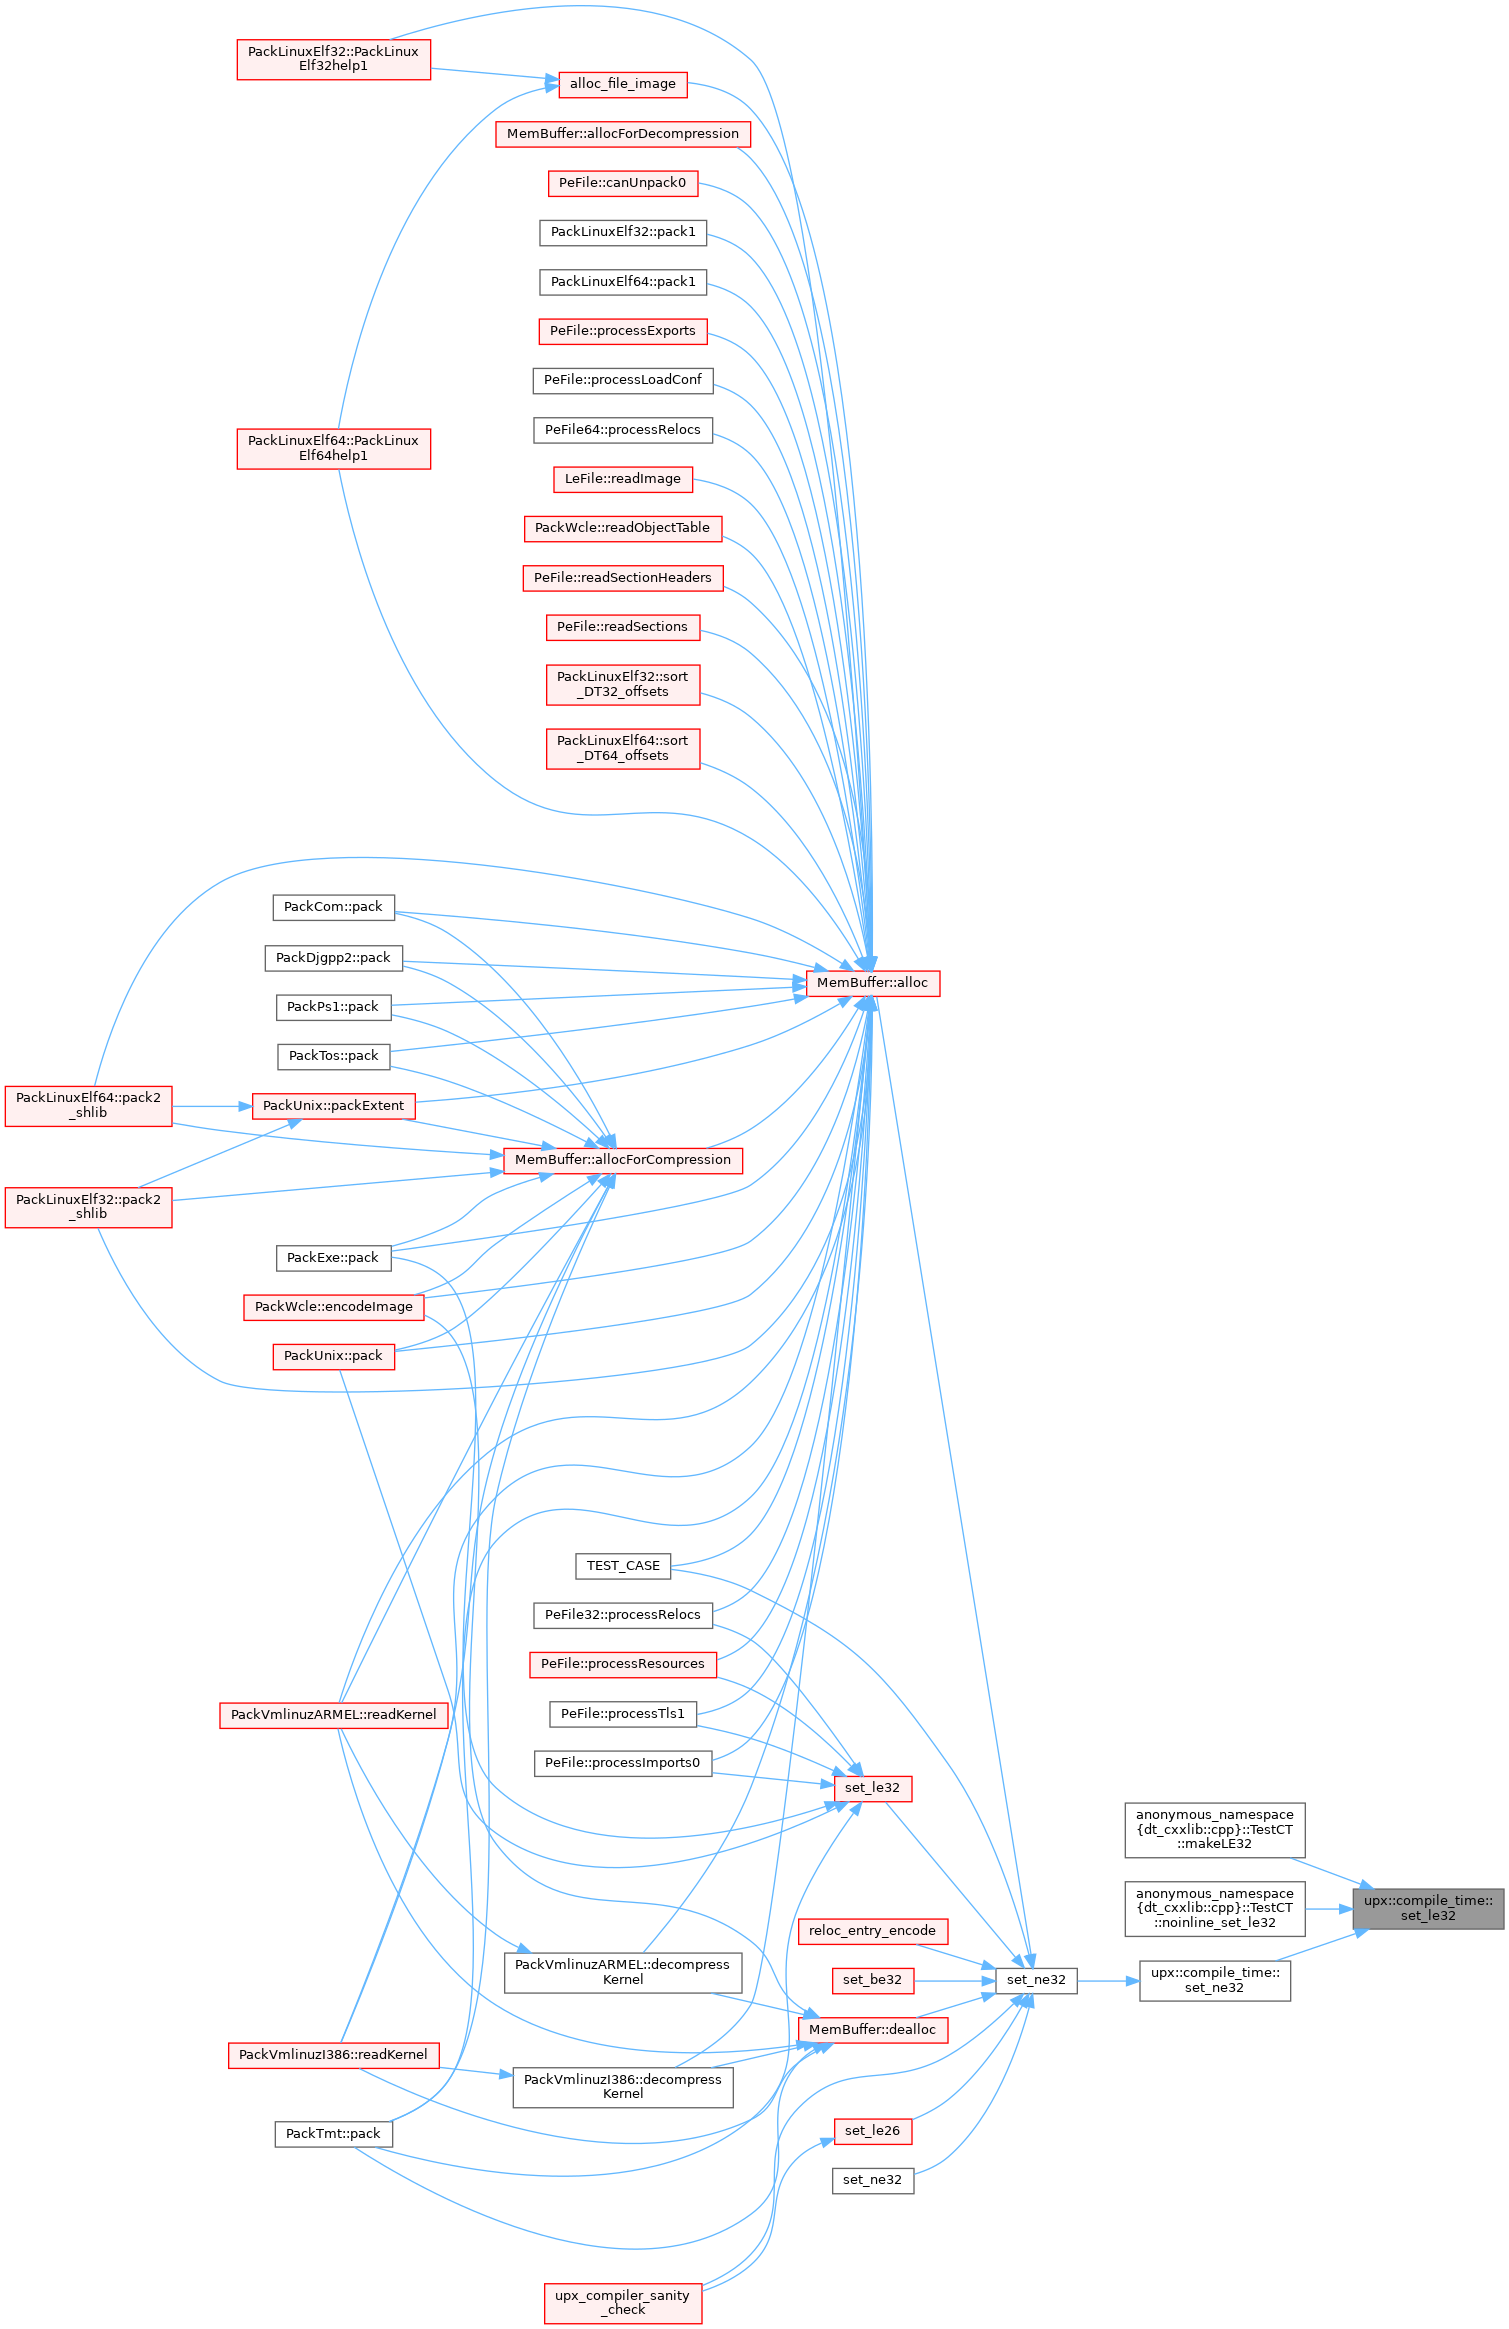 PackLinuxElf32::PackLinux
Elf32help1
alloc_file_image
MemBuffer::allocForDecompression
PeFile::canUnpack0
PackLinuxElf32::pack1
PackLinuxElf64::pack1
PeFile::processExports
PeFile::processLoadConf
PeFile64::processRelocs
PackLinuxElf64::PackLinux
Elf64help1
LeFile::readImage
PackWcle::readObjectTable
PeFile::readSectionHeaders
PeFile::readSections
PackLinuxElf32::sort
_DT32_offsets
PackLinuxElf64::sort
_DT64_offsets
PackCom::pack
PackDjgpp2::pack
MemBuffer::alloc
PackPs1::pack
PackTos::pack
PackLinuxElf64::pack2
_shlib
PackUnix::packExtent
MemBuffer::allocForCompression
PackLinuxElf32::pack2
_shlib
PackExe::pack
PackWcle::encodeImage
PackUnix::pack
TEST_CASE
PeFile32::processRelocs
PeFile::processResources
PackVmlinuzARMEL::readKernel
PeFile::processTls1
PeFile::processImports0
set_le32
anonymous_namespace
{dt_cxxlib::cpp}::TestCT
::makeLE32
anonymous_namespace
{dt_cxxlib::cpp}::TestCT
::noinline_set_le32
upx::compile_time::
set_le32
reloc_entry_encode
PackVmlinuzARMEL::decompress
Kernel
set_be32
set_ne32
upx::compile_time::
set_ne32
MemBuffer::dealloc
PackVmlinuzI386::readKernel
PackVmlinuzI386::decompress
Kernel
PackTmt::pack
set_le26
set_ne32
upx_compiler_sanity
_check